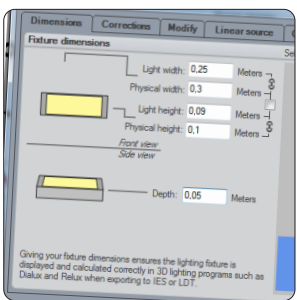 Dimensions Corrections Modify Linear source
Fixture dimensions
Light width: 0,25 Meters
Physical width: 0,3 Meters
Light height: 0,09 Meters
Physical height: 0,1 Meters
Front view
Side view
Depth: 0,05 Meters
Giving your fixture dimensions ensures the lighting fixture is
displayed and calculated correctly in 3D lighting programs such as
Dialux and Relux when exporting to IES or LDT.